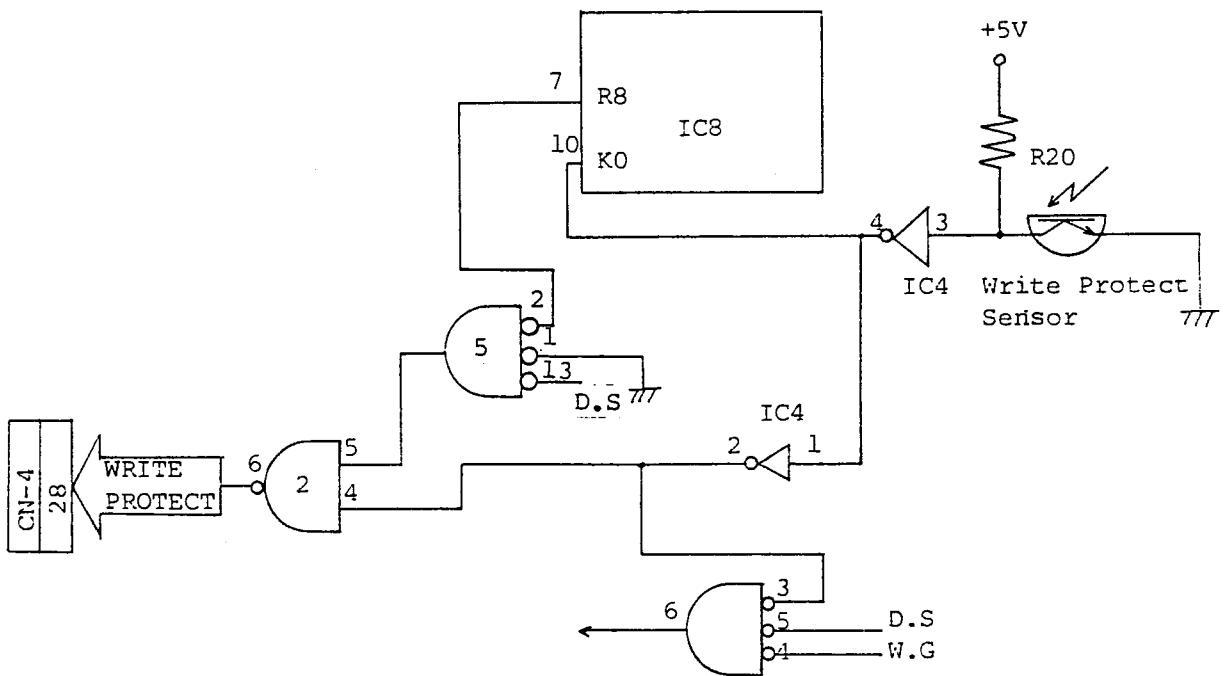 +5V
7
R8
IC8
10
K0
R20
4
3
IC4
Write Protect
Sensor
2
1
5
13
D.S
IC4
2
1
CN-4
28
WRITE
PROTECT
6
2
5
4
3
6
5
D.S
4
W.G